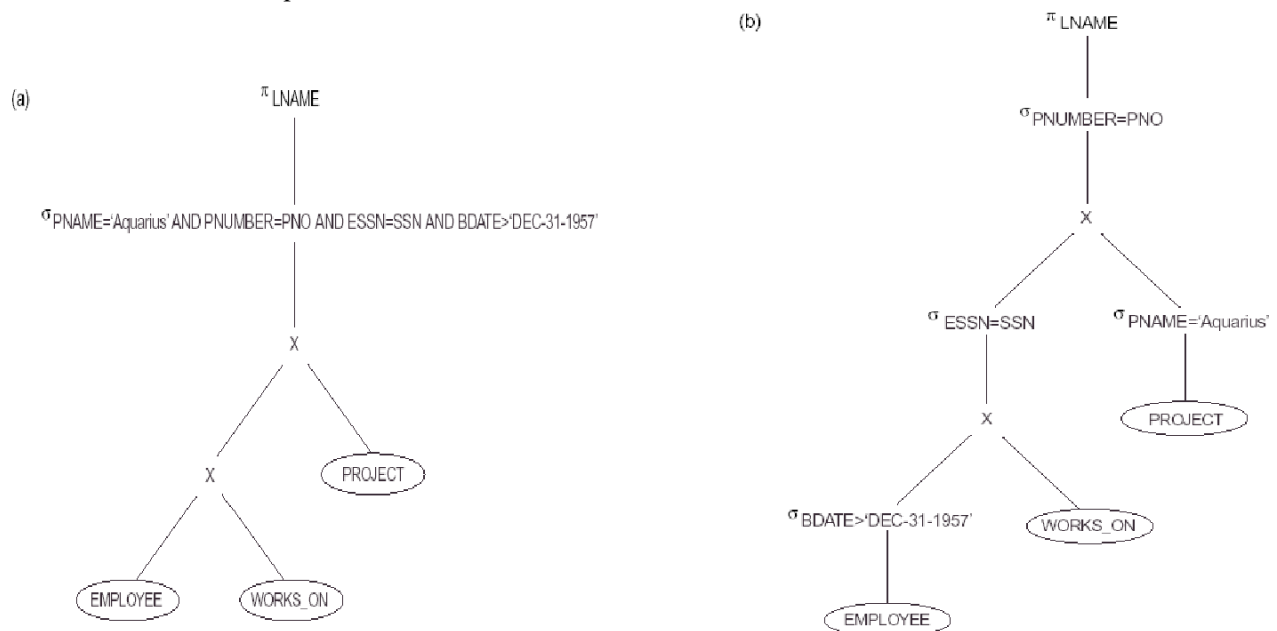 (a)
π LNAME
σ PNAME='Aquarius' AND PNUMBER=PNO AND ESSN=SSN AND BDATE>'DEC-31-1957'
X
X
PROJECT
EMPLOYEE
WORKS_ON
(b)
π LNAME
σ PNUMBER=PNO
X
σ ESSN=SSN
σ PNAME='Aquarius'
X
PROJECT
σ BDATE>'DEC-31-1957'
WORKS_ON
EMPLOYEE